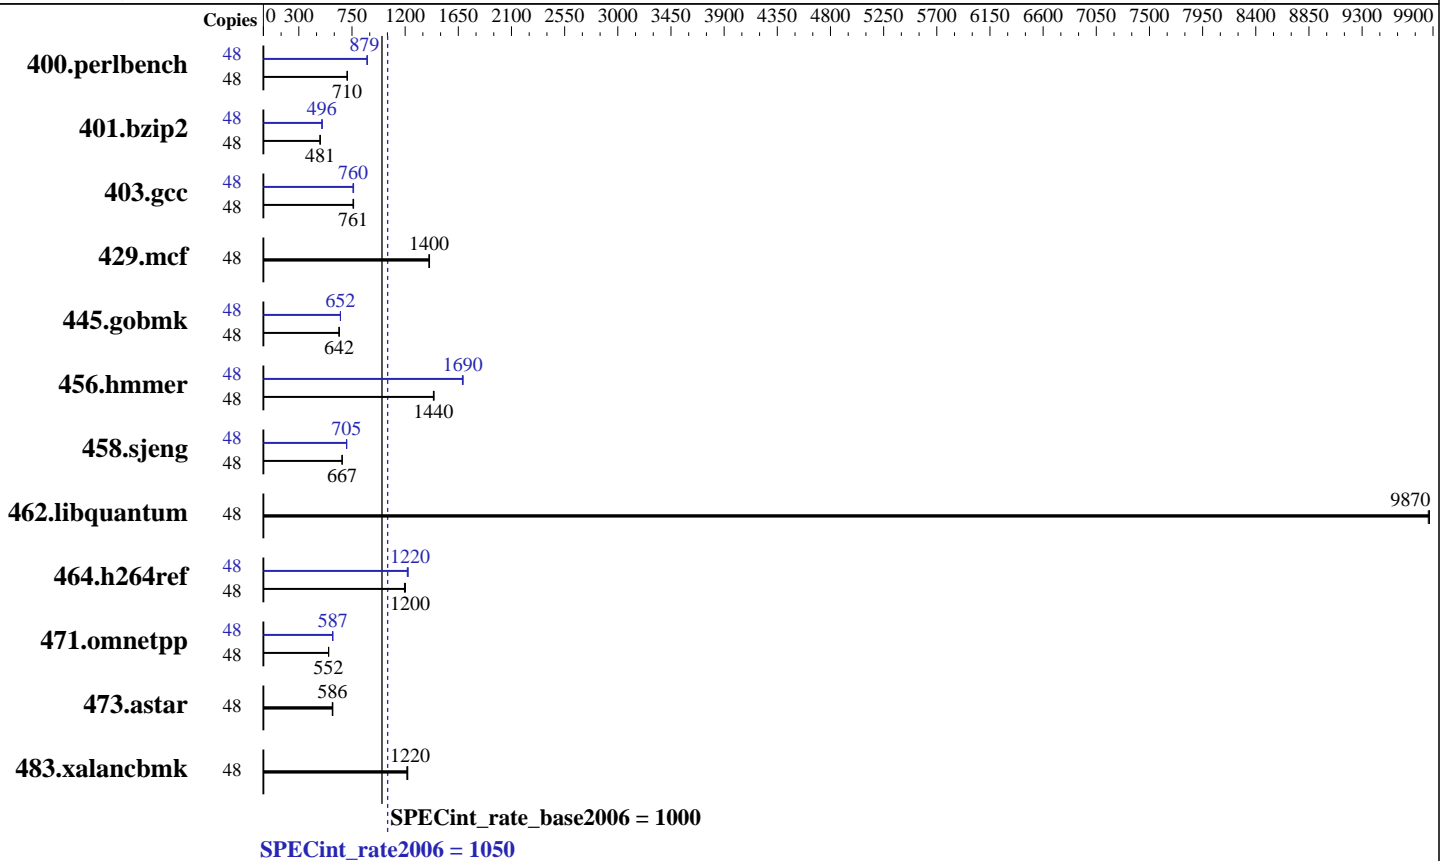 Copies 0 300 750 1200 1650 2100 2550 3000 3450 3900 4350 4800 5250 5700 6150 6600 7050 7500 7950 8400 8850 9300 9900
400.perlbench 48 879
48 710
401.bzip2 48 496
48 481
403.gcc 48 760
48 761
429.mcf 48 1400
445.gobmk 48 652
48 642
456.hmmer 48 1690
48 1440
458.sjeng 48 705
48 667
462.libquantum 48 9870
464.h264ref 48 1220
48 1200
471.omnetpp 48 587
48 552
473.astar 48 586
483.xalancbmk 48 1220
SPECint_rate_base2006 = 1000
SPECint_rate2006 = 1050